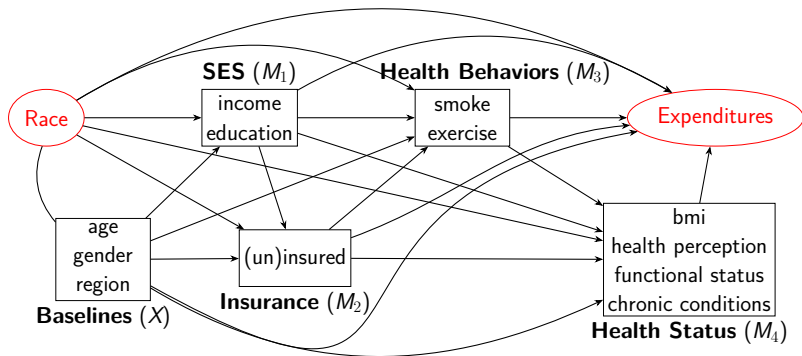 SES (M₁)
Health Behaviors (M₃)
Race
income
education
smoke
exercise
Expenditures
age
gender
region
Baselines (X)
(un)insured
Insurance (M₂)
bmi
health perception
functional status
chronic conditions
Health Status (M₄)